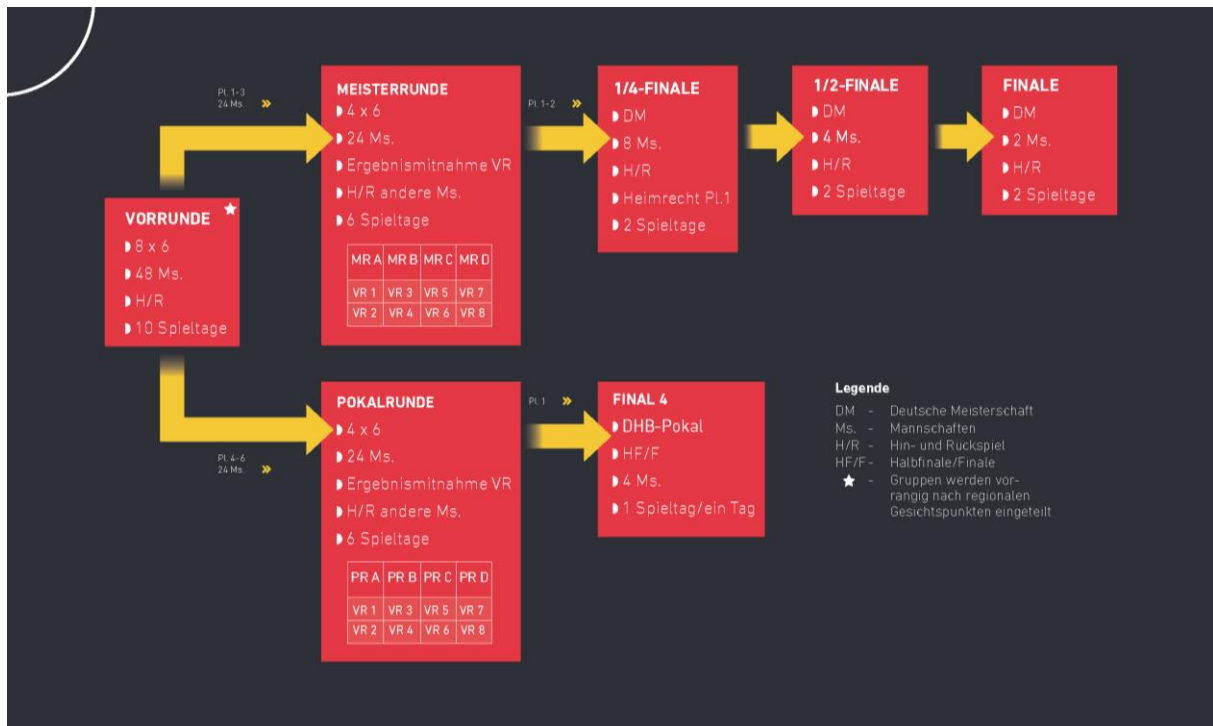 VORRUNDE
8 x 6
48 Ms.
H/R
10 Spieltage
Pl. 1-3
24 Ms.
MEISTERRUNDE
4 x 6
24 Ms.
Ergebnismitnahme VR
H/R andere Ms.
6 Spieltage
MR A MR B MR C MR D
VR 1 VR 3 VR 5 VR 7
VR 2 VR 4 VR 6 VR 8
Pl. 1-2
1/4-FINALE
DM
8 Ms.
H/R
Heimrecht Pl.1
2 Spieltage
1/2-FINALE
DM
4 Ms.
H/R
2 Spieltage
FINALE
DM
2 Ms.
H/R
2 Spieltage
Pl. 4-6
24 Ms.
POKALRUNDE
4 x 6
24 Ms.
Ergebnismitnahme VR
H/R andere Ms.
6 Spieltage
PR A PR B PR C PR D
VR 1 VR 3 VR 5 VR 7
VR 2 VR 4 VR 6 VR 8
Pl. 1
FINAL 4
DHB-Pokal
HF/F
4 Ms.
1 Spieltag/ein Tag
Legende
DM - Deutsche Meisterschaft
Ms. - Mannschaften
H/R - Hin- und Rückspiel
HF/F - Halbfinale/Finale
★ - Gruppen werden vor-
rangig nach regionalen
Gesichtspunkten eingeteilt